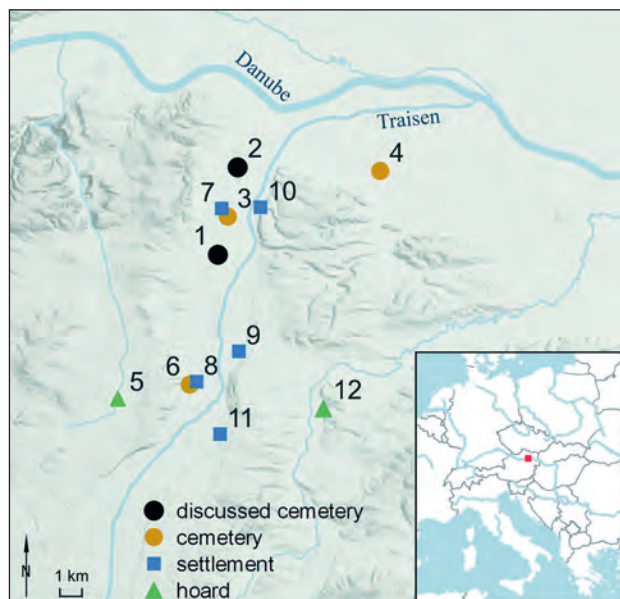 Danube
Traisen
2
4
7 3 10
1
9
6 8
5
12
11
discussed cemetery
cemetery
settlement
hoard
N
1 km